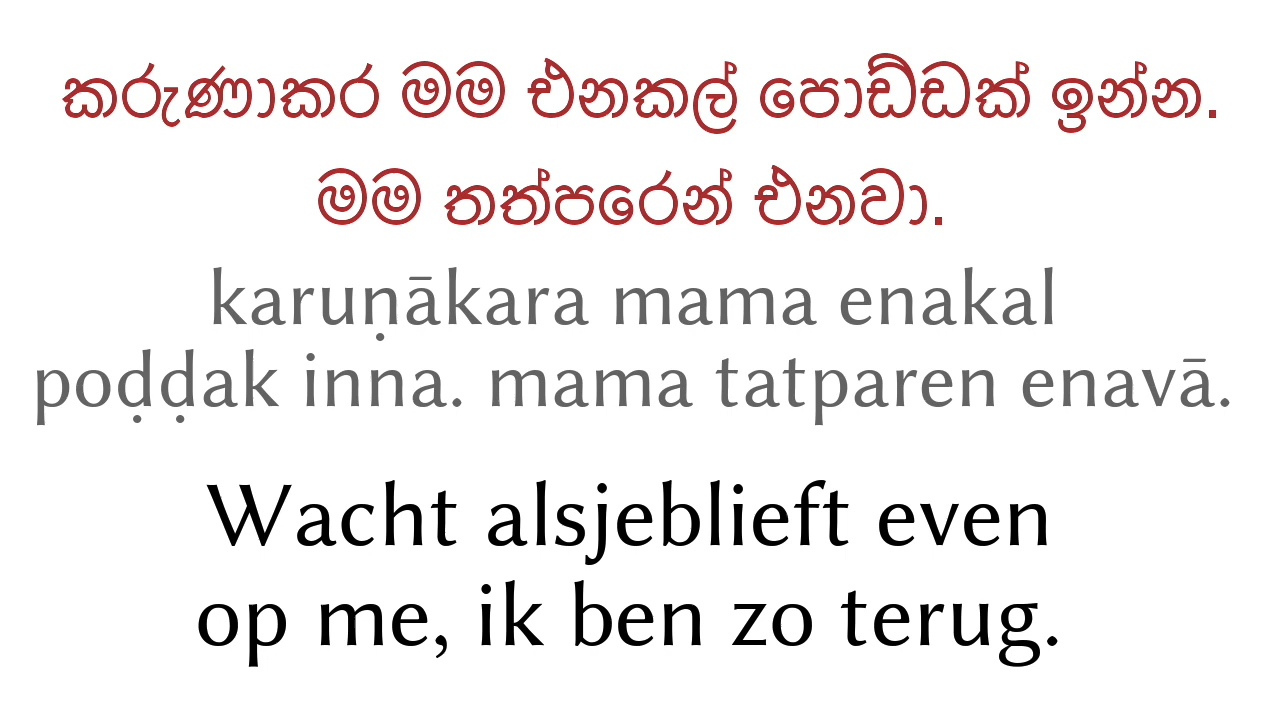 කරුණාකර මම එනකල් පොඩ්ඩක් ඉන්න.
මම තත්පරෙන් එනවා.
karuṇākara mama enakal
poḍḍak inna. mama tatparen enavā.
Wacht alsjeblieft even
op me, ik ben zo terug.